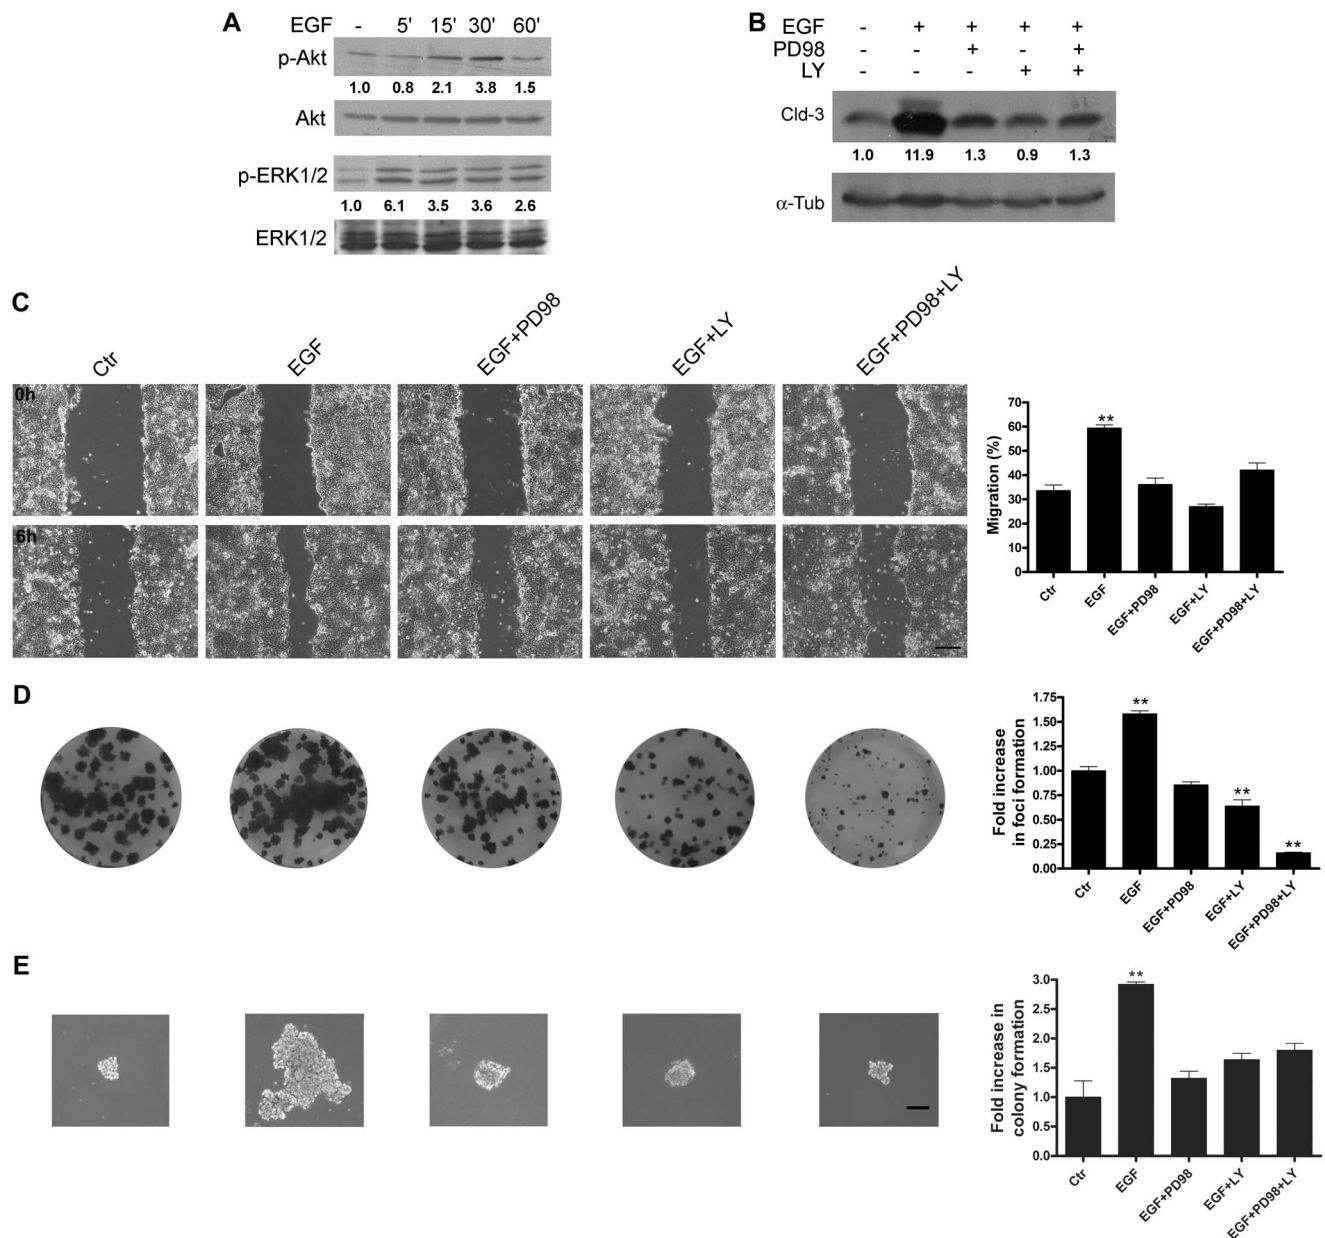 A
EGF - 5' 15' 30' 60'
p-Akt
1.0 0.8 2.1 3.8 1.5
Akt
p-ERK1/2
1.0 6.1 3.5 3.6 2.6
ERK1/2
B
EGF - + + + +
PD98 - - + - +
LY - - - + +
Cld-3
1.0 11.9 1.3 0.9 1.3
α-Tub
C
Ctr EGF EGF+PD98 EGF+LY EGF+PD98+LY
0h
6h
Migration (%)
70
60
50
40
30
20
10
0
**
Ctr EGF EGF+PD98 EGF+LY EGF+PD98+LY
D
Fold increase
in foci formation
1.75
1.50
1.25
1.00
0.75
0.50
0.25
0.00
** ** **
Ctr EGF EGF+PD98 EGF+LY EGF+PD98+LY
E
Fold increase in
colony formation
3.0
2.5
2.0
1.5
1.0
0.5
0.0
**
Ctr EGF EGF+PD98 EGF+LY EGF+PD98+LY